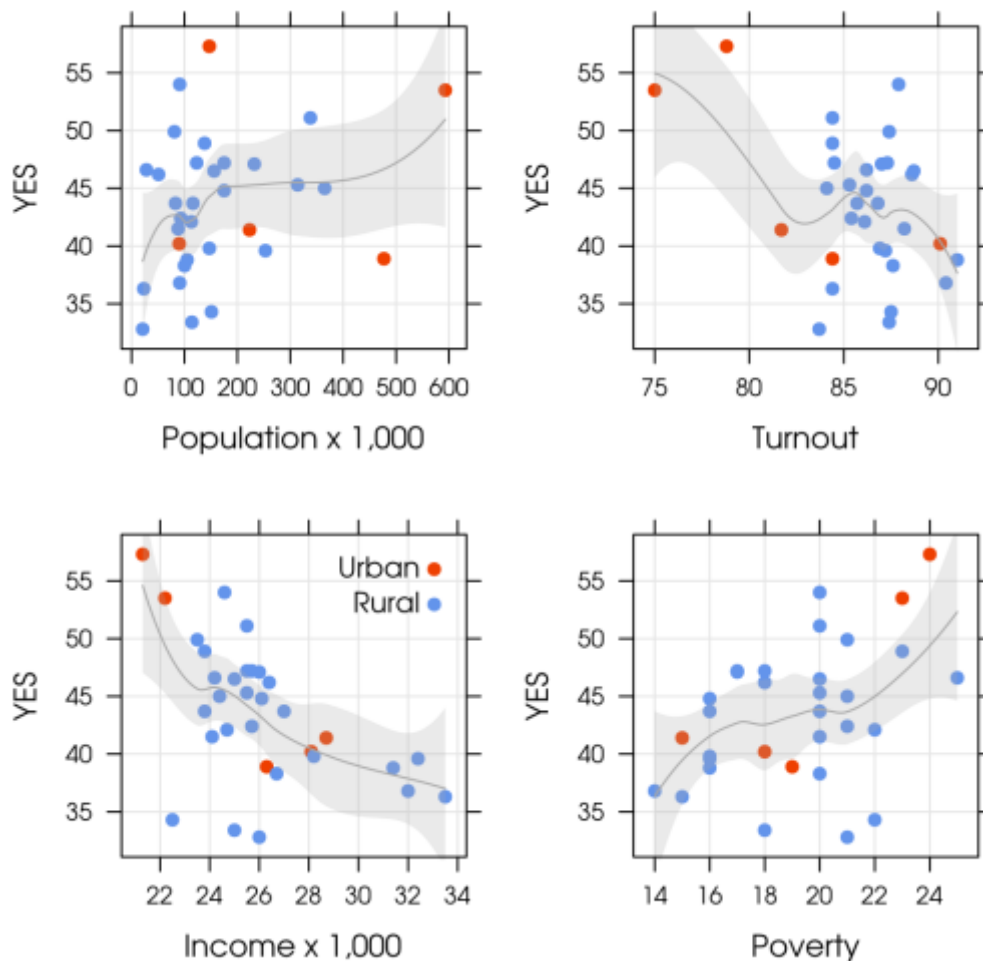 YES
55
50
45
40
35
0 100 200 300 400 500 600
Population x 1,000
YES
55
50
45
40
35
75 80 85 90
Turnout
YES
55
50
45
40
35
Urban
Rural
22 24 26 28 30 32 34
Income x 1,000
YES
55
50
45
40
35
14 16 18 20 22 24
Poverty